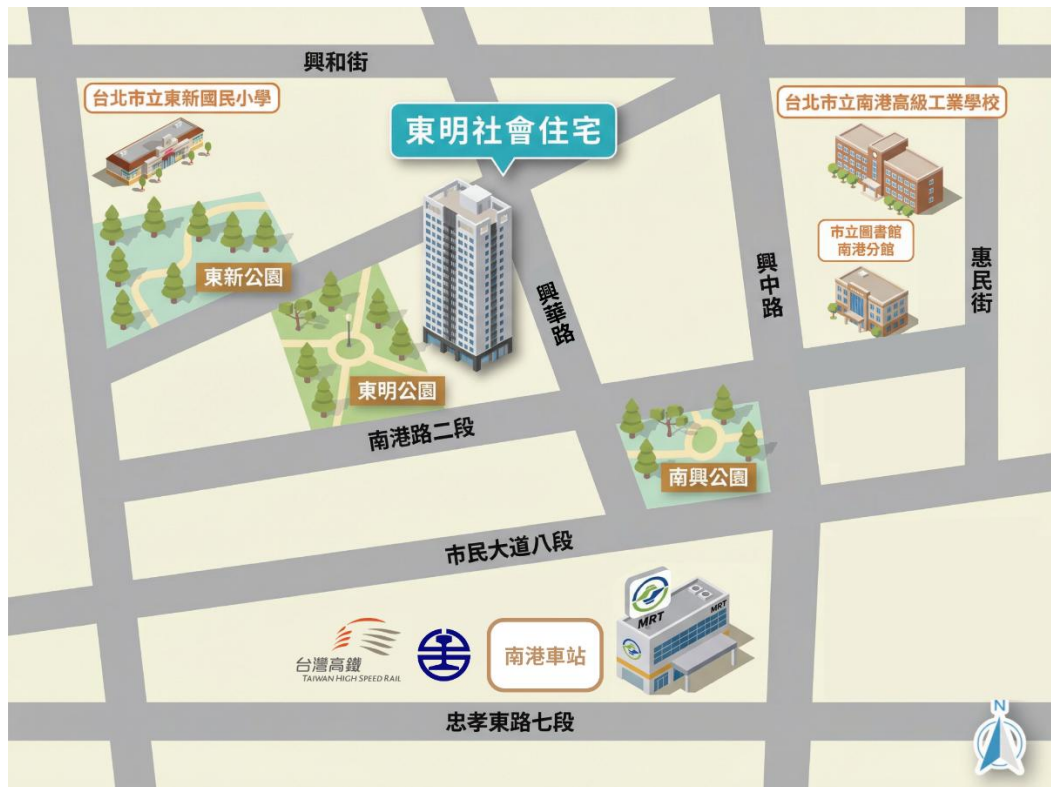 興和街
台北市立東新國民小學
東明社會住宅
台北市立南港高級工業學校
市立圖書館
南港分館
東新公園
興華路
興中路
惠民街
東明公園
南港路二段
南興公園
市民大道八段
MRT
MRT
台灣高鐵
TAIWAN HIGH SPEED RAIL
南港車站
忠孝東路七段
N